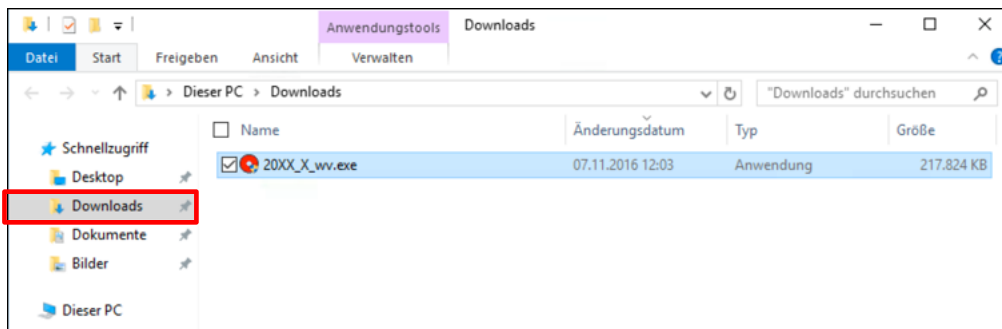 Anwendungstools Downloads
Datei Start Freigeben Ansicht Verwalten
Dieser PC > Downloads "Downloads" durchsuchen
Name Änderungsdatum Typ Größe
Schnellzugriff
20XX_X_wv.exe 07.11.2016 12:03 Anwendung 217.824 KB
Desktop
Downloads
Dokumente
Bilder
Dieser PC